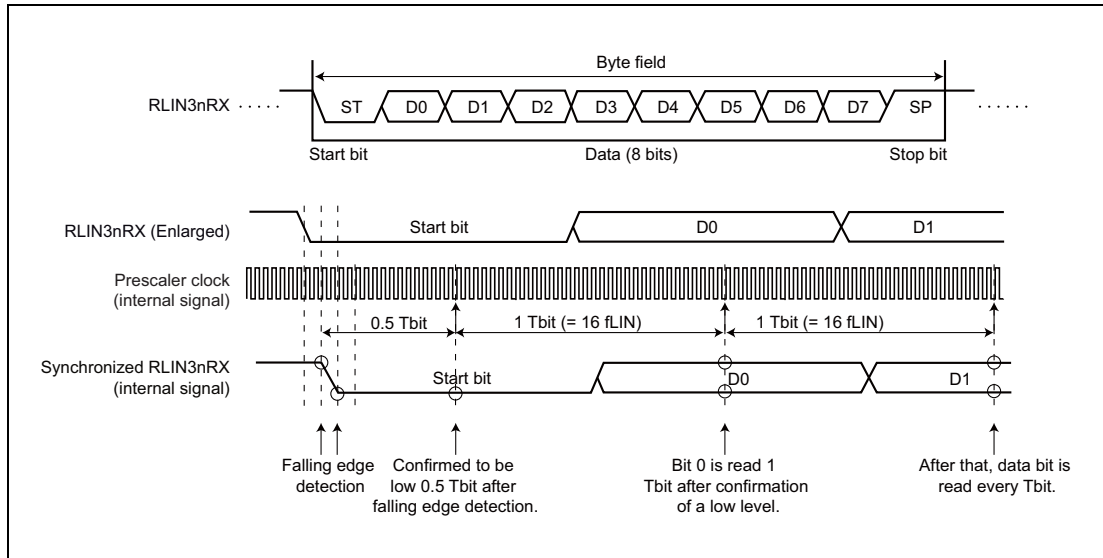 Byte field
RLIN3nRX ····· ST D0 D1 D2 D3 D4 D5 D6 D7 SP ······
Start bit Data (8 bits) Stop bit
RLIN3nRX (Enlarged) Start bit D0 D1
Prescaler clock
(internal signal)
0.5 Tbit 1 Tbit (= 16 fLIN) 1 Tbit (= 16 fLIN)
Synchronized RLIN3nRX
(internal signal)
Start bit D0 D1
Falling edge
detection
Confirmed to be
low 0.5 Tbit after
falling edge detection.
Bit 0 is read 1
Tbit after confirmation
of a low level.
After that, data bit is
read every Tbit.